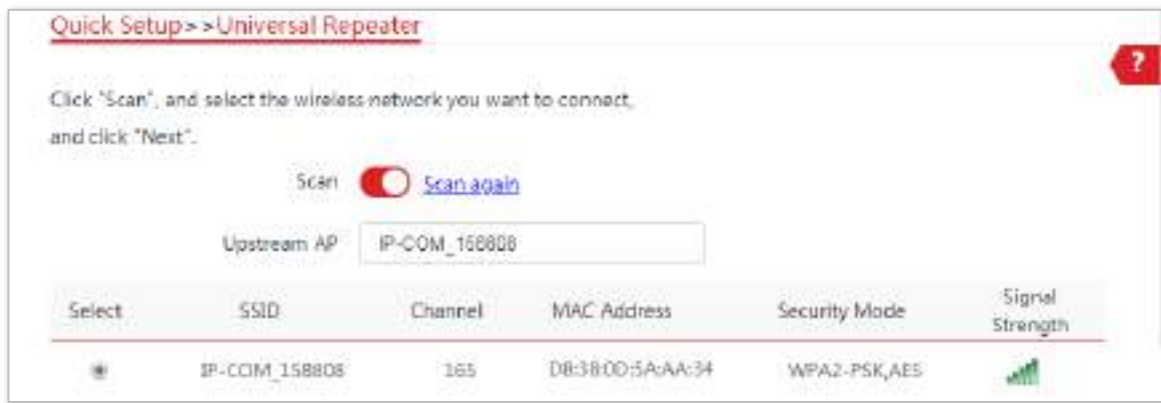 Quick Setup>>Universal Repeater
?
Click "Scan", and select the wireless network you want to connect,
and click "Next".
Scan Scan again
Upstream AP IP-COM_158808
Select SSID Channel MAC Address Security Mode Signal Strength
IP-COM_158808 165 D8:38:0D:5A:AA:34 WPA2-PSK,AES